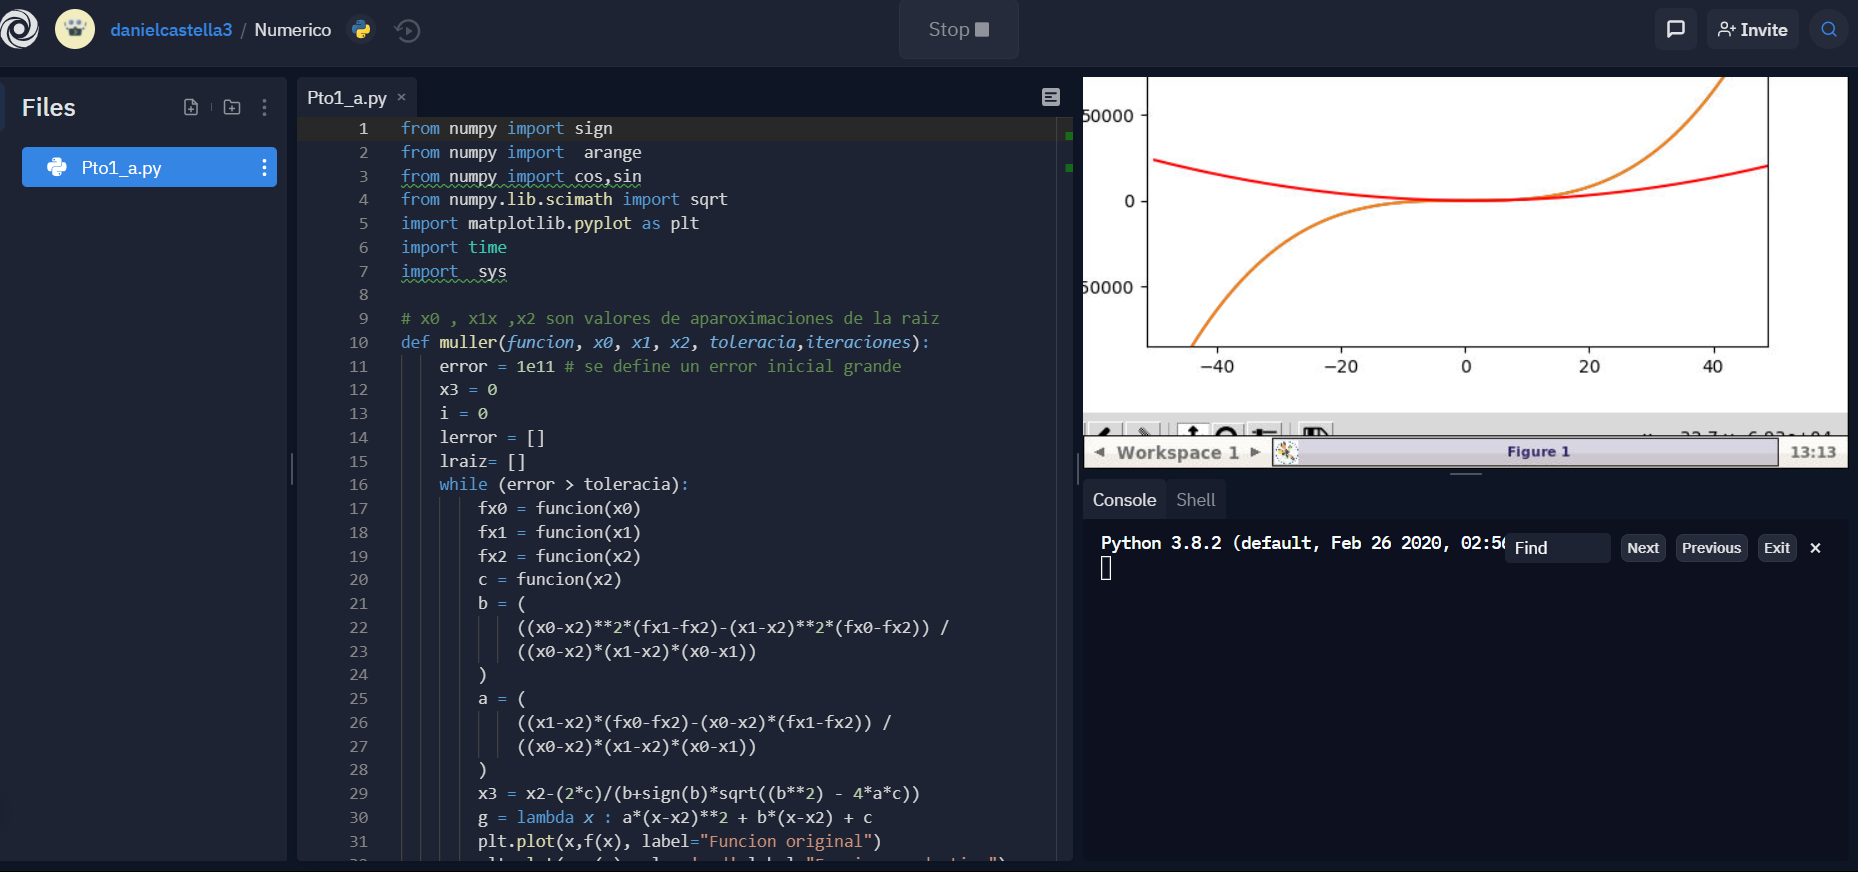 danielcastella3 / Numerico
Stop
Invite
Files
Pto1_a.py
Pto1_a.py ×
1 from numpy import sign
2 from numpy import  arange
3 from numpy import cos,sin
4 from numpy.lib.scimath import sqrt
5 import matplotlib.pyplot as plt
6 import time
7 import  sys
8
9 # x0 , x1x ,x2 son valores de aparoximaciones de la raiz
10 def muller(funcion, x0, x1, x2, toleracia,iteraciones):
11 error = 1e11 # se define un error inicial grande
12 x3 = 0
13 i = 0
14 lerror = []
15 lraiz= []
16 while (error > toleracia):
17 fx0 = funcion(x0)
18 fx1 = funcion(x1)
19 fx2 = funcion(x2)
20 c = funcion(x2)
21 b = (
22 ((x0-x2)**2*(fx1-fx2)-(x1-x2)**2*(fx0-fx2)) /
23 ((x0-x2)*(x1-x2)*(x0-x1))
24 )
25 a = (
26 ((x1-x2)*(fx0-fx2)-(x0-x2)*(fx1-fx2)) /
27 ((x0-x2)*(x1-x2)*(x0-x1))
28 )
29 x3 = x2-(2*c)/(b+sign(b)*sqrt((b**2) - 4*a*c))
30 g = lambda x : a*(x-x2)**2 + b*(x-x2) + c
31 plt.plot(x,f(x), label="Funcion original")
50000
0
50000
−40 −20 0 20 40
Workspace 1
Figure 1
13:13
Console Shell
Python 3.8.2 (default, Feb 26 2020, 02:56
Find Next Previous Exit ×